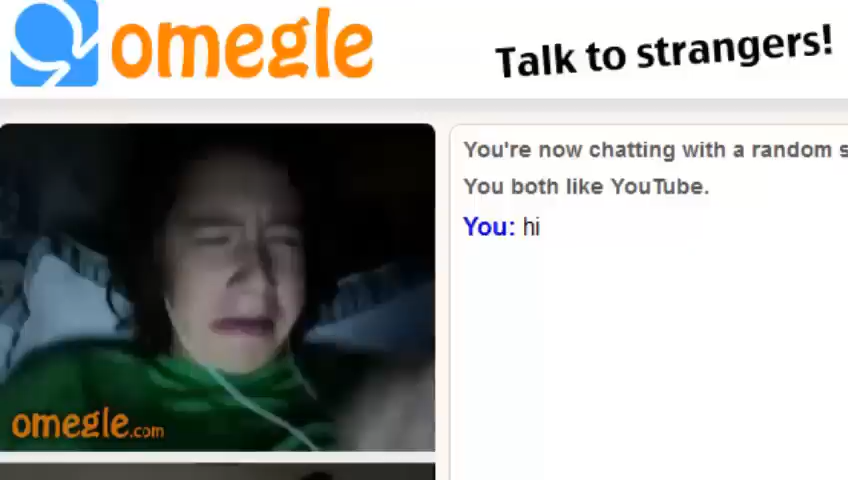 omegle
Talk to strangers!
You're now chatting with a random s
You both like YouTube.
You: hi
omegle.com